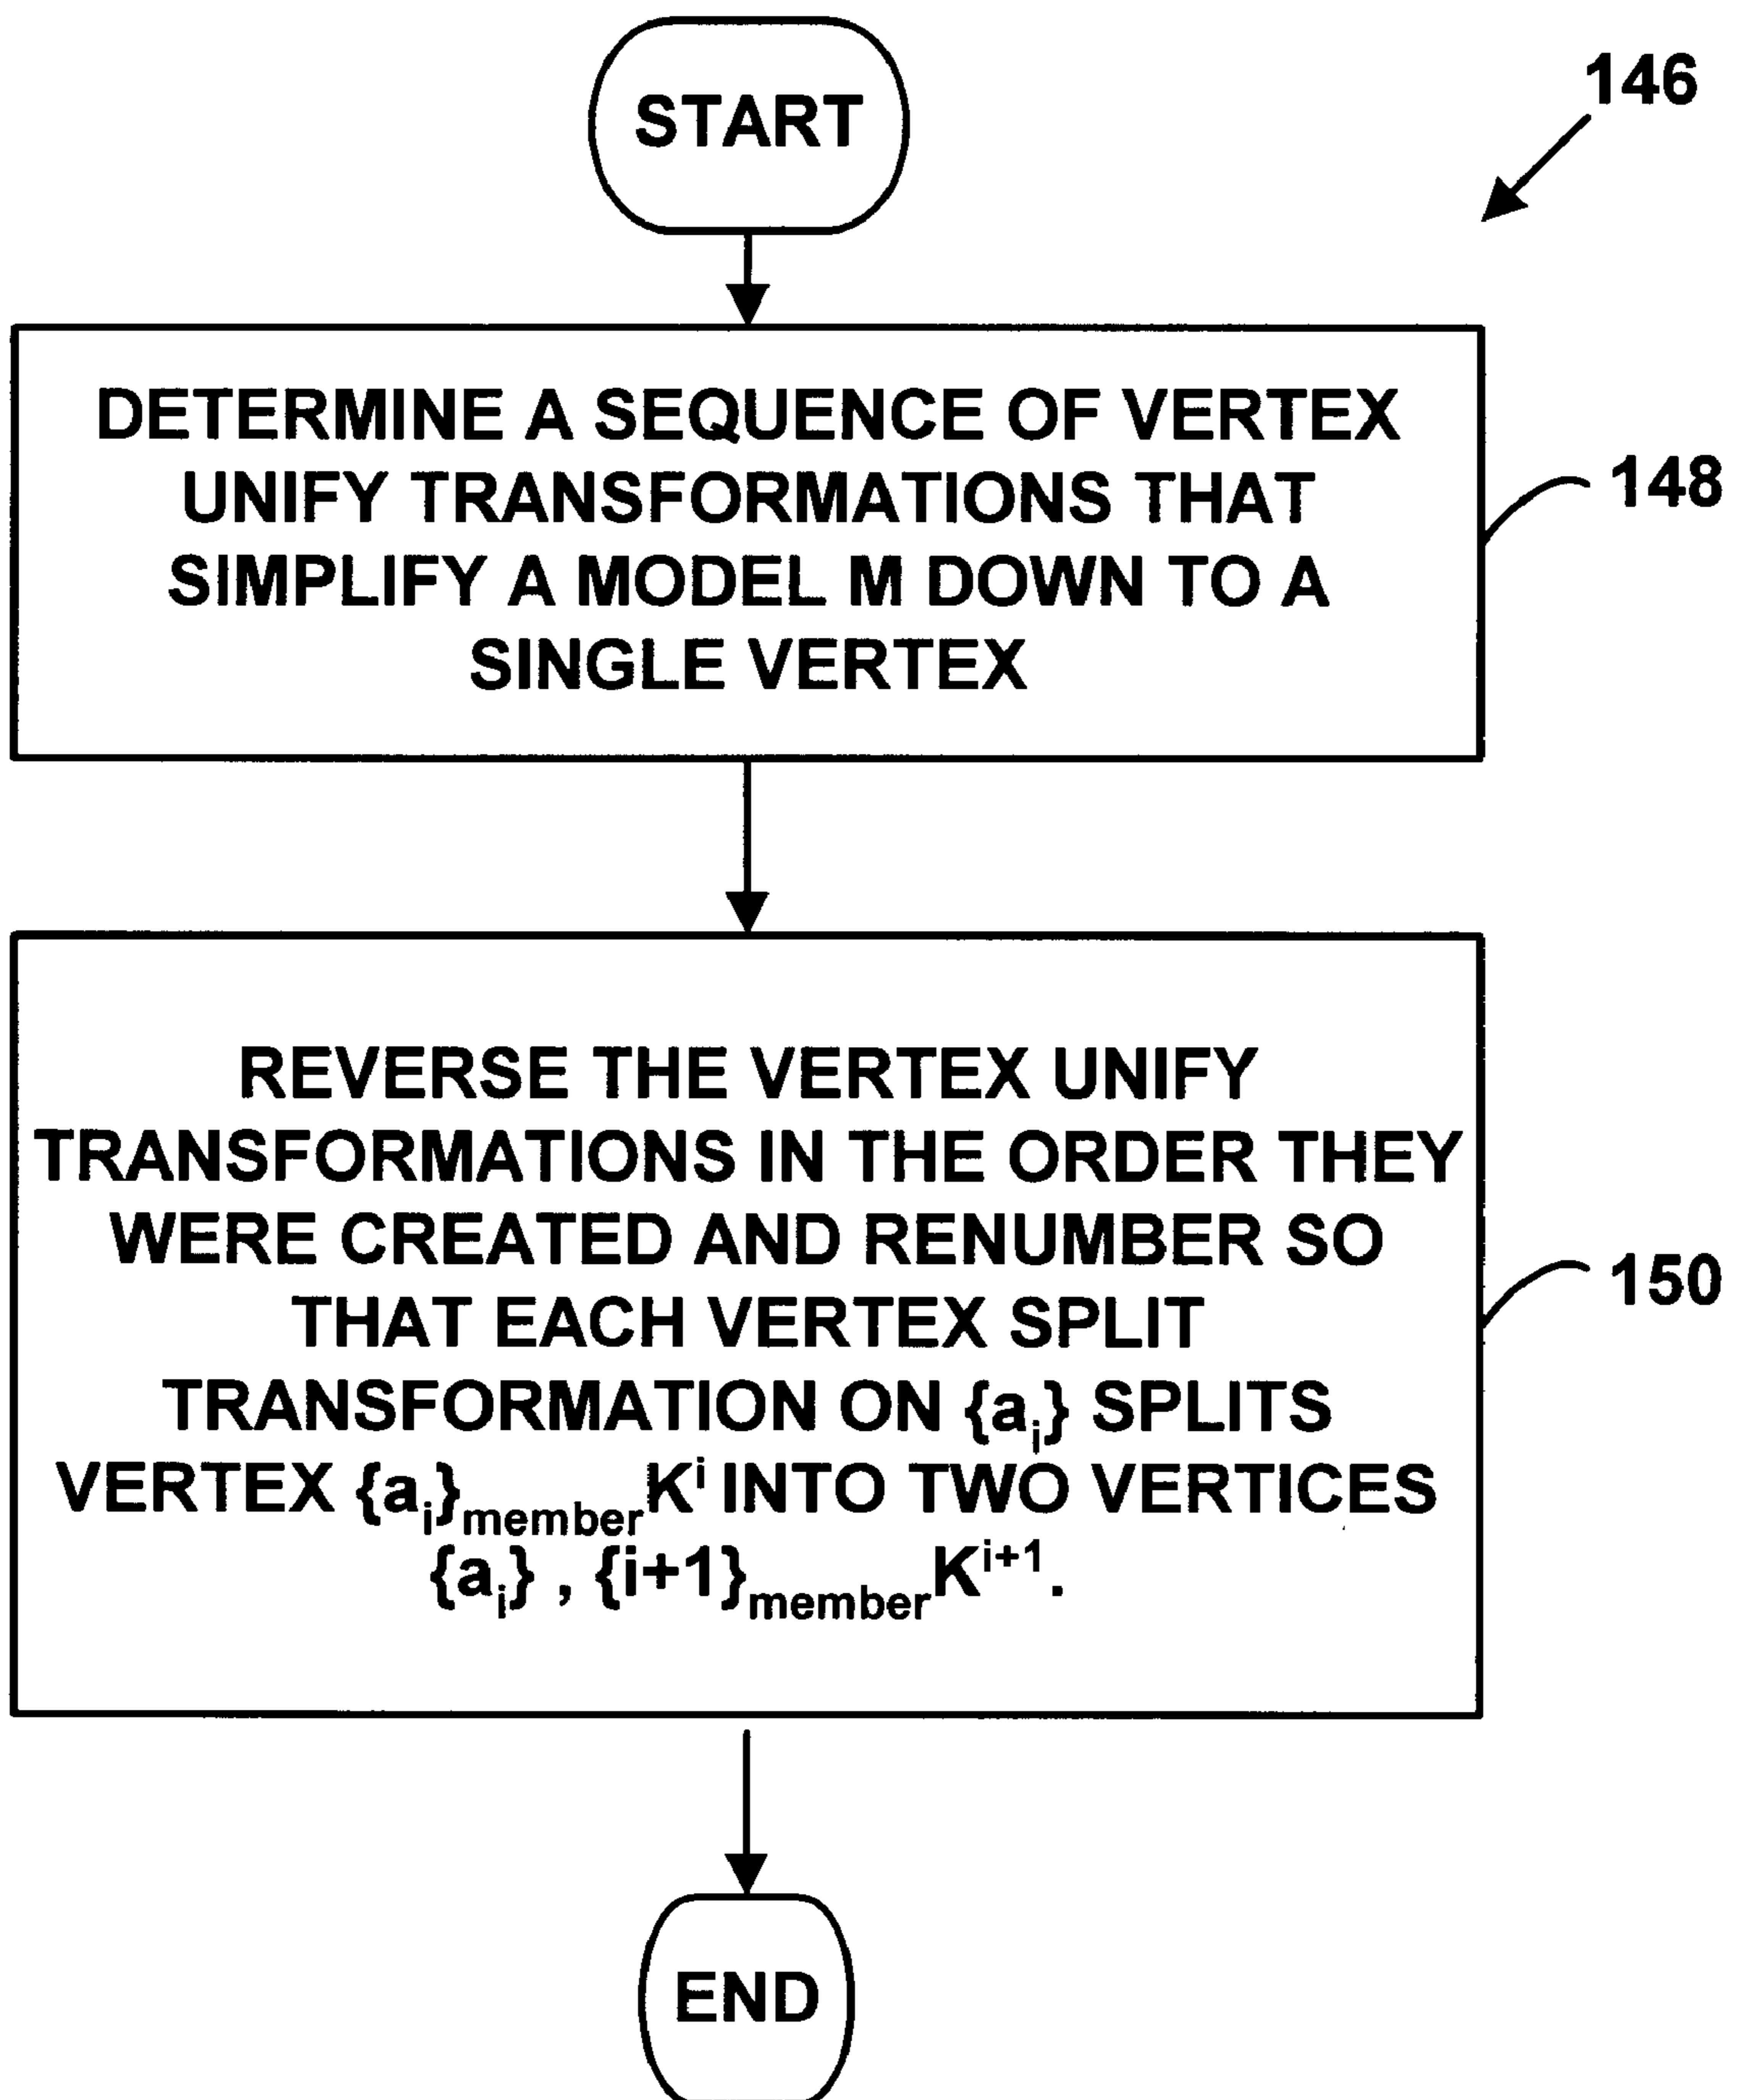 START
146
DETERMINE A SEQUENCE OF VERTEX
UNIFY TRANSFORMATIONS THAT
SIMPLIFY A MODEL M DOWN TO A
SINGLE VERTEX
148
REVERSE THE VERTEX UNIFY
TRANSFORMATIONS IN THE ORDER THEY
WERE CREATED AND RENUMBER SO
THAT EACH VERTEX SPLIT
TRANSFORMATION ON {aᵢ} SPLITS
VERTEX {aᵢ}ₘₑₘbₑᵣKⁱ INTO TWO VERTICES
{aᵢ} , {i+1}ₘₑₘbₑᵣKⁱ⁺¹.
150
END